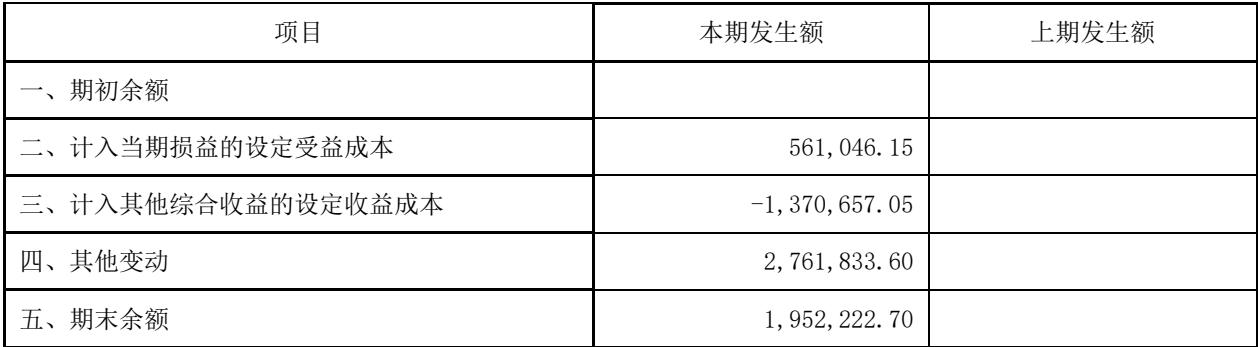 项目 本期发生额 上期发生额
一、期初余额
二、计入当期损益的设定受益成本 561,046.15
三、计入其他综合收益的设定收益成本 -1,370,657.05
四、其他变动 2,761,833.60
五、期末余额 1,952,222.70